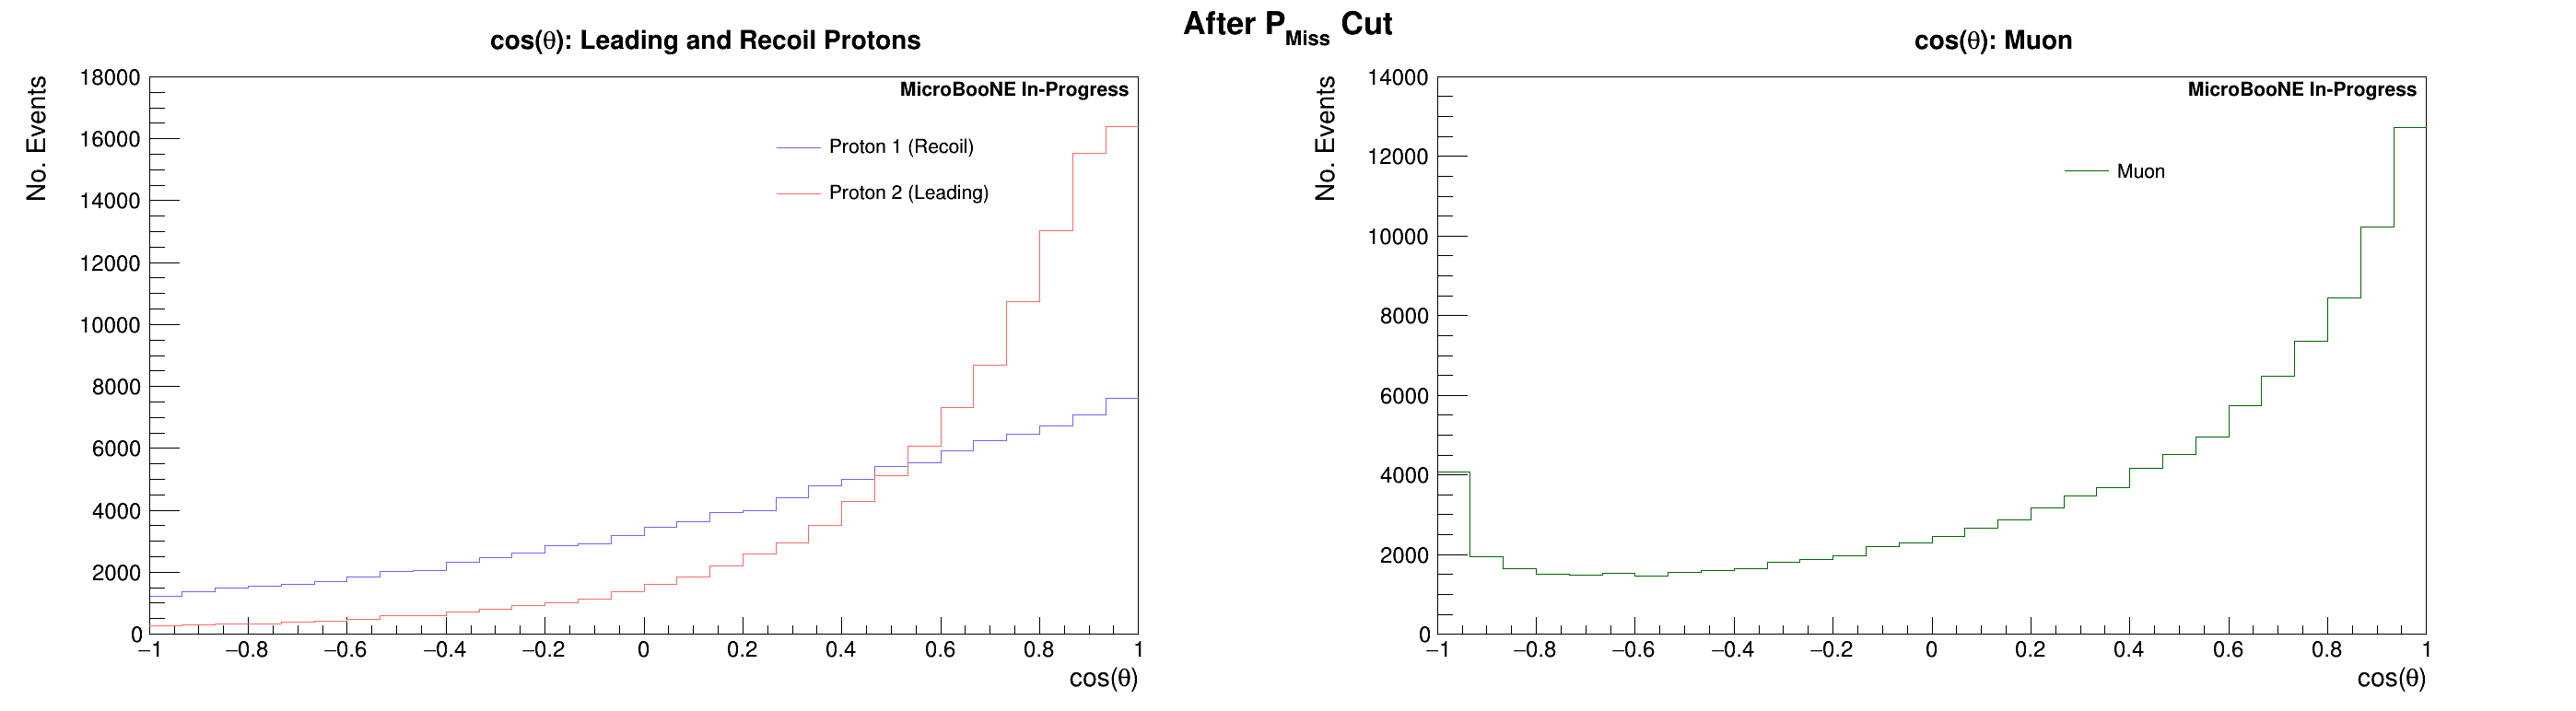 After P_Miss Cut
cos(θ): Leading and Recoil Protons
No. Events
18000
16000
14000
12000
10000
8000
6000
4000
2000
0
MicroBooNE In-Progress
Proton 1 (Recoil)
Proton 2 (Leading)
−1 −0.8 −0.6 −0.4 −0.2 0 0.2 0.4 0.6 0.8 1
cos(θ)
cos(θ): Muon
No. Events
14000
12000
10000
8000
6000
4000
2000
0
MicroBooNE In-Progress
Muon
−1 −0.8 −0.6 −0.4 −0.2 0 0.2 0.4 0.6 0.8 1
cos(θ)